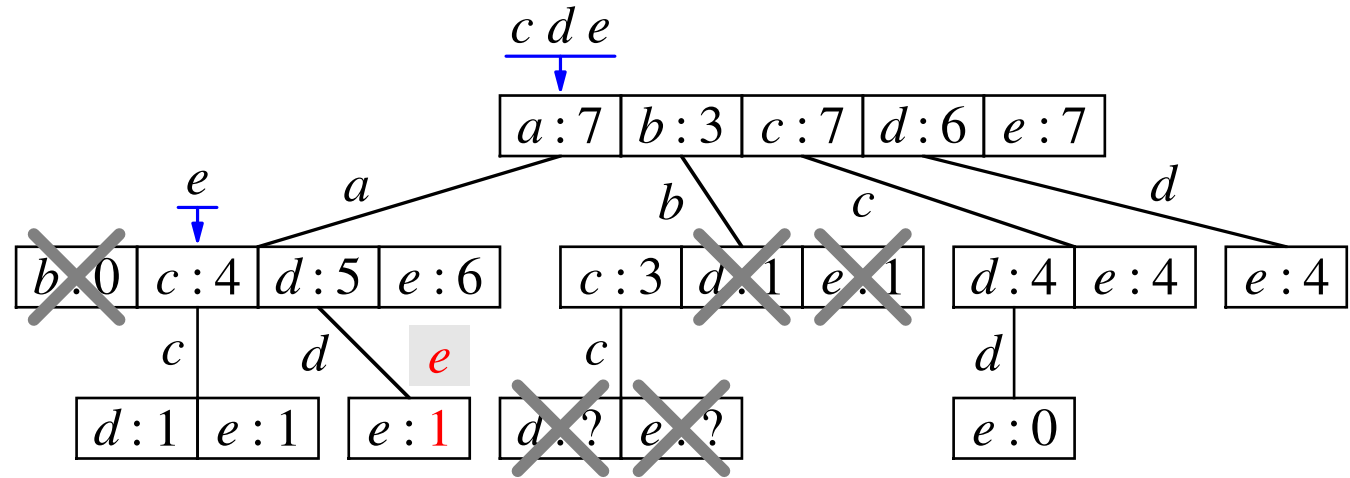 c d e
a : 7 b : 3 c : 7 d : 6 e : 7
e a b c d
b : 0 c : 4 d : 5 e : 6 c : 3 d : 1 e : 1 d : 4 e : 4 e : 4
c d e c d
d : 1 e : 1 e : 1 d : ? e : ? e : 0